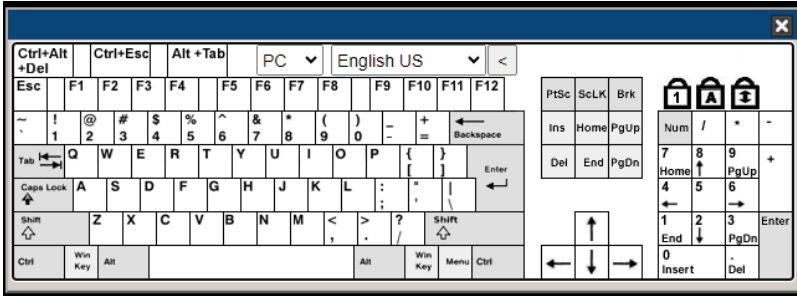 Ctrl+Alt +Del Ctrl+Esc Alt +Tab PC English US <
Esc F1 F2 F3 F4 F5 F6 F7 F8 F9 F10 F11 F12
PtSc ScLK Brk 1 A
~ ` ! 1 @ 2 # 3 $ 4 % 5 ^ 6 & 7 * 8 ( 9 ) 0 _ - + = Backspace
Ins Home PgUp Num / * -
Tab Q W E R T Y U I O P { [ } ] Enter
Del End PgDn 7 Home 8 9 PgUp +
Caps Lock A S D F G H J K L : ; " ' | \
4 5 6
Shift Z X C V B N M < , > . ? / Shift
1 End 2 3 PgDn Enter
Ctrl Win Key Alt Alt Win Key Menu Ctrl
0 Insert . Del